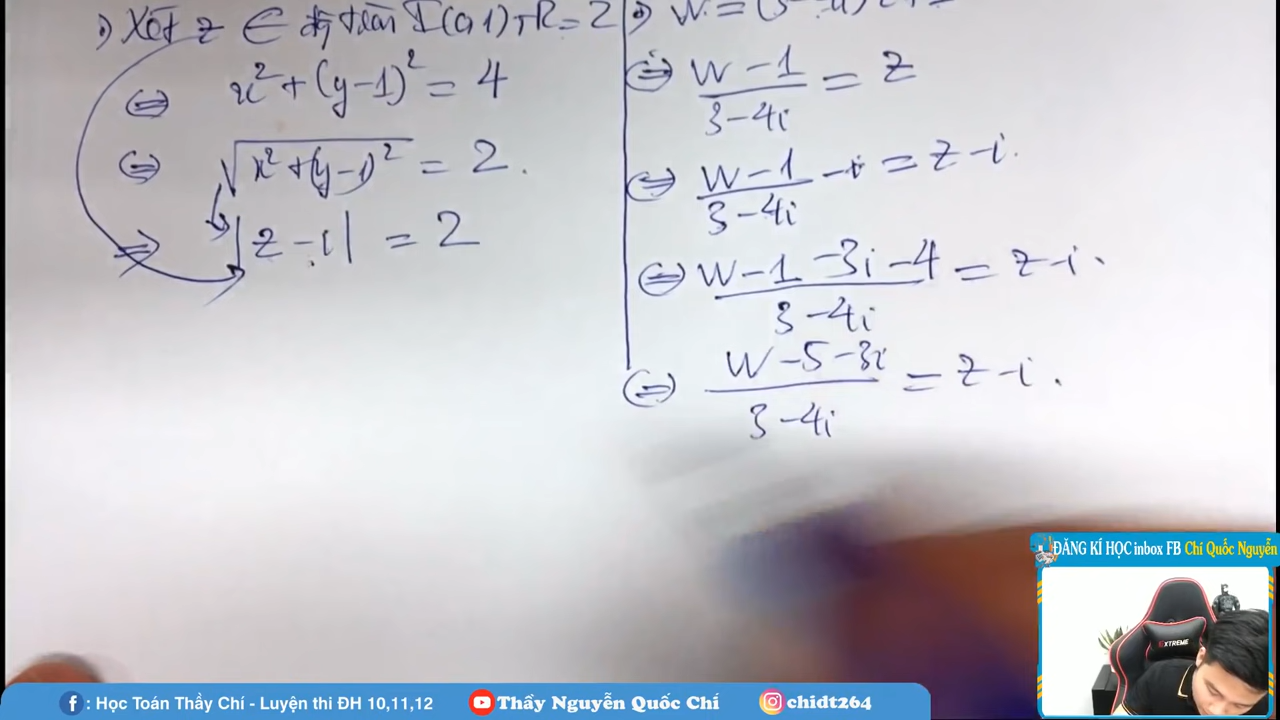 •) Xét z ∈ đg tròn I(0,1), R=2
⇔ x² + (y-1)² = 4
⇔ √x²+(y-1)² = 2.
⇒ |z-i| = 2
⇔ w-1/3-4i = z
⇔ w-1/3-4i - i = z-i.
⇔ w-1-3i-4/3-4i = z-i.
⇔ w-5-3i/3-4i = z-i.
ĐĂNG KÍ HỌC inbox FB Chí Quốc Nguyễn
EXTREME
f : Học Toán Thầy Chí - Luyện thi ĐH 10,11,12
Thầy Nguyễn Quốc Chí
chidt264